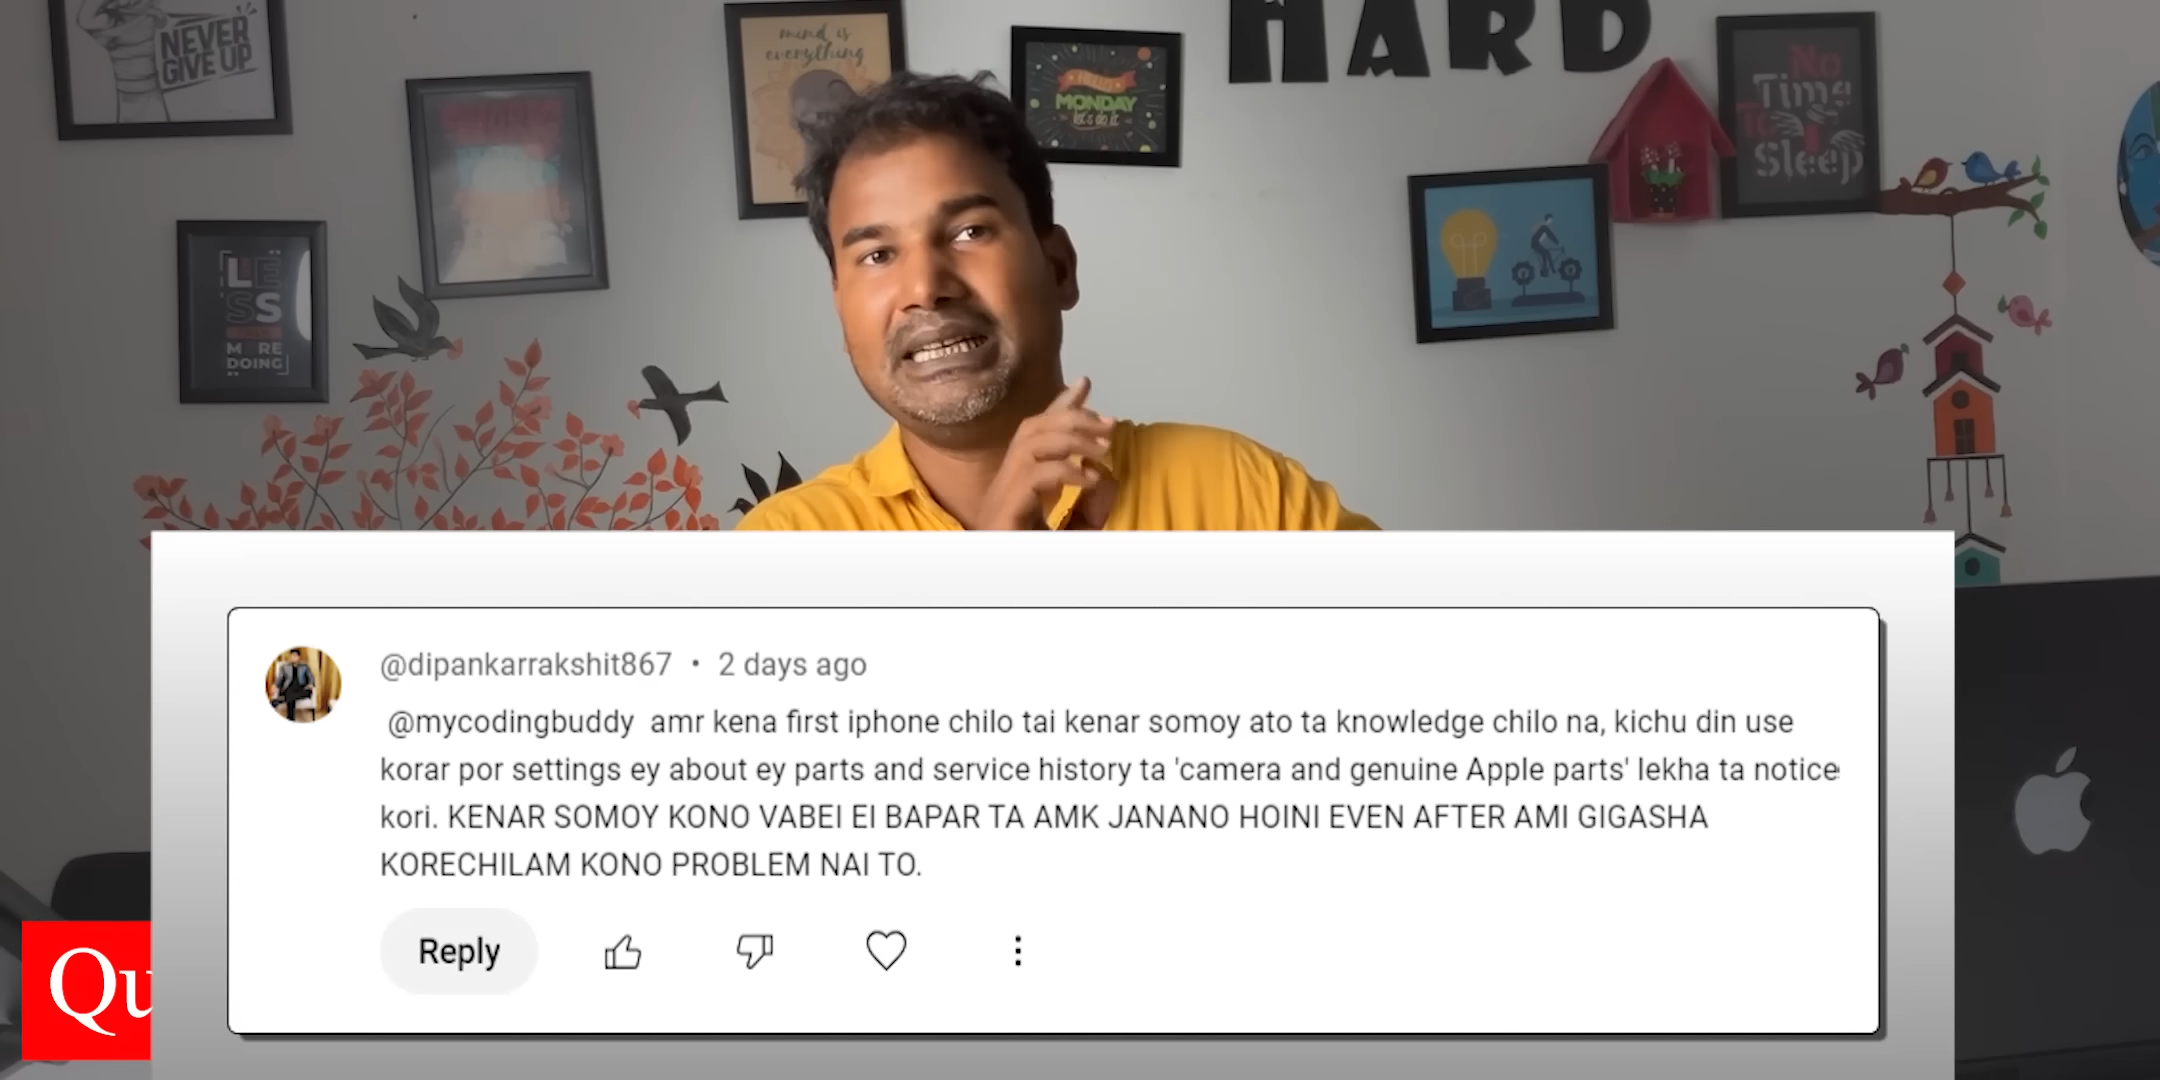 NEVER
GIVE UP
mind is
everything
MONDAY
let's do it
HARD
No
Time
To
Sleep
LE
SS
MORE
DOING
@dipankarrakshit867 • 2 days ago
@mycodingbuddy amr kena first iphone chilo tai kenar somoy ato ta knowledge chilo na, kichu din use
korar por settings ey about ey parts and service history ta 'camera and genuine Apple parts' lekha ta notice
kori. KENAR SOMOY KONO VABEI EI BAPAR TA AMK JANANO HOINI EVEN AFTER AMI GIGASHA
KORECHILAM KONO PROBLEM NAI TO.
Reply
Qu